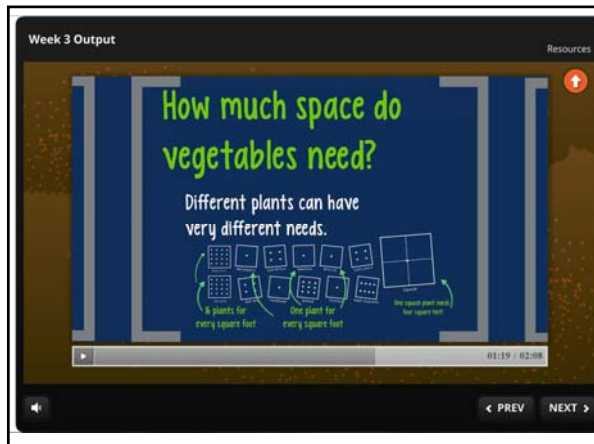 Week 3 Output
Resources
How much space do
vegetables need?
Different plants can have
very different needs.
16 plants for
every square foot
One plant for
every square foot
One squash plant needs
four square feet
01:19 / 02:08
PREV
NEXT